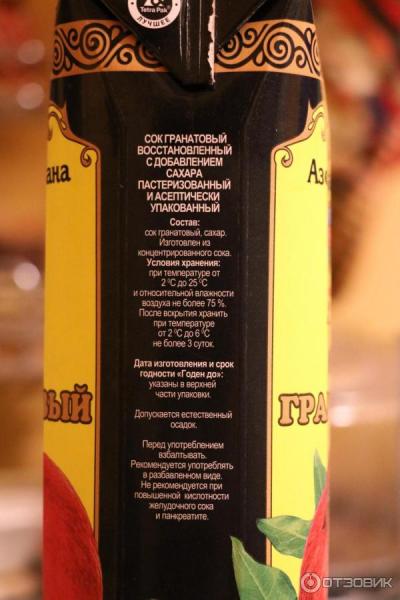 Tetra Pak
ЛУЧШЕЕ
СОК ГРАНАТОВЫЙ
ВОССТАНОВЛЕННЫЙ
С ДОБАВЛЕНИЕМ
САХАРА
ПАСТЕРИЗОВАННЫЙ
И АСЕПТИЧЕСКИ
УПАКОВАННЫЙ
Состав:
сок гранатовый, сахар.
Изготовлен из
концентрированного сока.
Условия хранения:
при температуре от
2 °С до 25 °С
и относительной влажности
воздуха не более 75 %.
После вскрытия хранить
при температуре
от 2 °С до 6 °С
не более 3 суток.
Дата изготовления и срок
годности «Годен до»:
указаны в верхней
части упаковки.
Допускается естественный
осадок.
Перед употреблением
взбалтывать.
Рекомендуется употреблять
в разбавленном виде.
Не рекомендуется при
повышенной кислотности
желудочного сока
и панкреатите.
ана
вый
Азе
ГРА
ОТЗОВИК